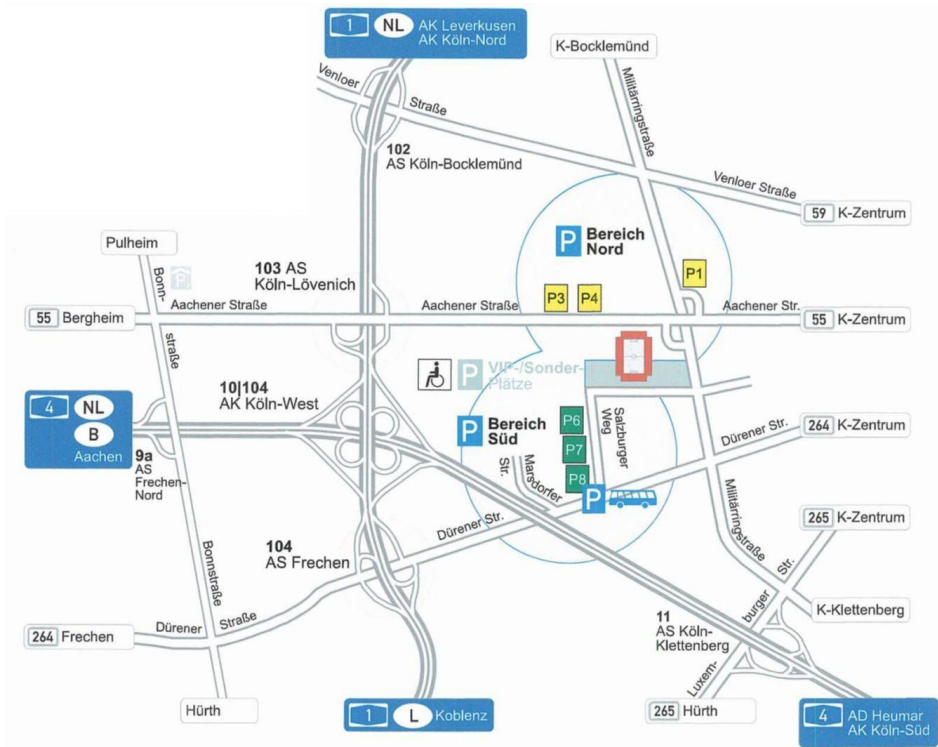 1 NL AK Leverkusen
AK Köln-Nord
K-Bocklemünd
Venloer
Straße
Militärringstraße
102
AS Köln-Bocklemünd
Venloer Straße
59 K-Zentrum
Pulheim
P Bereich
Nord
Bonn-
straße
P
103 AS
Köln-Lövenich
P1
P3
P4
Aachener Straße
Aachener Straße
Aachener Str.
55 Bergheim
55 K-Zentrum
P VIP-/Sonder-
Plätze
10|104
AK Köln-West
4 NL
B
Aachen
P Bereich
Süd
P6
P7
P8
Salzburger
Weg
Dürener Str.
264 K-Zentrum
9a
AS
Frechen-
Nord
Marsdorfer
Str.
P
Dürener Str.
Militärringstraße
265 K-Zentrum
104
AS Frechen
Bonnstraße
Luxem-
burger
Str.
K-Klettenberg
11
AS Köln-
Klettenberg
264 Frechen
Dürener
Straße
Hürth
1 L Koblenz
265 Hürth
4 AD Heumar
AK Köln-Süd